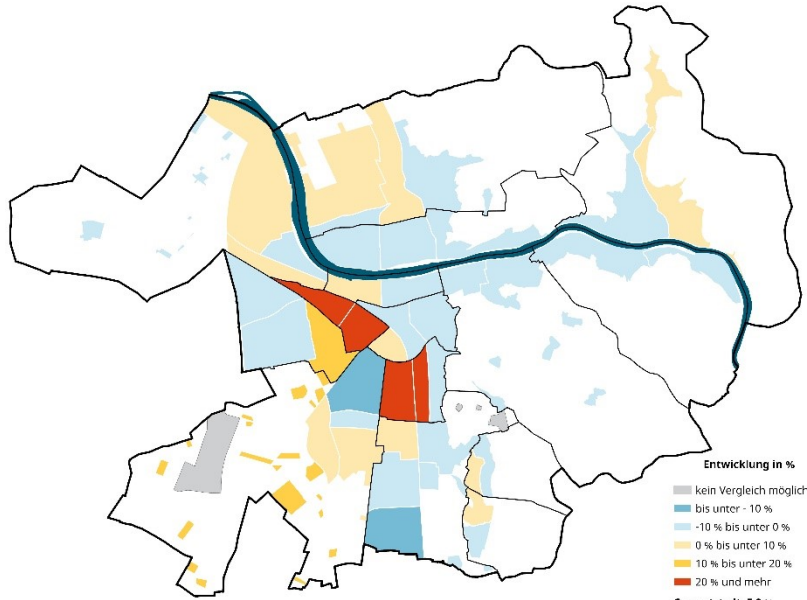 Entwicklung in %
kein Vergleich möglich
bis unter - 10 %
-10 % bis unter 0 %
0 % bis unter 10 %
10 % bis unter 20 %
20 % und mehr